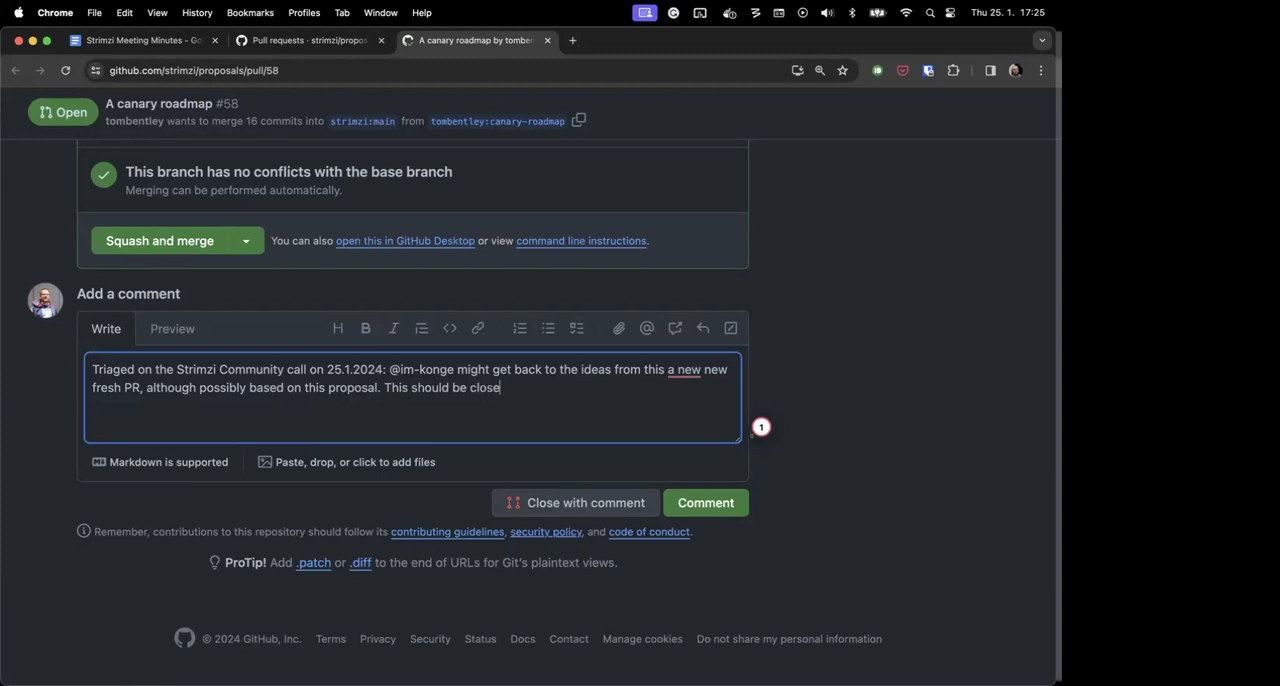 Chrome File Edit View History Bookmarks Profiles Tab Window Help Thu 25. 1. 17:25
Strimzi Meeting Minutes - Go Pull requests · strimzi/propos A canary roadmap by tomben
github.com/strimzi/proposals/pull/58
Open
A canary roadmap #58
tombentley wants to merge 16 commits into strimzi:main from tombentley:canary-roadmap
This branch has no conflicts with the base branch
Merging can be performed automatically.
Squash and merge You can also open this in GitHub Desktop or view command line instructions.
Add a comment
Write Preview
Triaged on the Strimzi Community call on 25.1.2024: @im-konge might get back to the ideas from this a new new
fresh PR, although possibly based on this proposal. This should be close
1
Markdown is supported Paste, drop, or click to add files
Close with comment Comment
Remember, contributions to this repository should follow its contributing guidelines, security policy, and code of conduct.
ProTip! Add .patch or .diff to the end of URLs for Git's plaintext views.
© 2024 GitHub, Inc. Terms Privacy Security Status Docs Contact Manage cookies Do not share my personal information